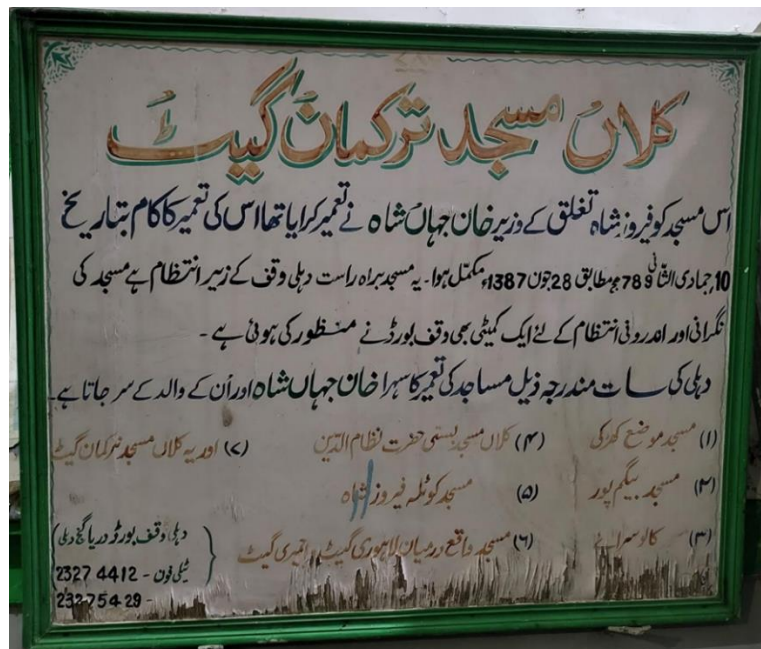 کلاں مسجد ترکمان گیٹ
اس مسجد کو فیروز شاہ تغلق کے وزیر خان جہاں شاہ نے تعمیر کرایا تھا اس کی تعمیر کا کام بتاریخ
10, جمادی الثانی 789ھ مطابق 28 جون 1387ء مکمل ہوا۔ یہ مسجد براہ راست دہلی وقف کے زیر انتظام ہے مسجد کی
نگرانی اور اندرونی انتظام کے لئے ایک کمیٹی بھی وقف بورڈ نے منظور کی ہوئی ہے۔
دہلی کی سات مندرجہ ذیل مساجد کی تعمیر کا سہرا خان جہاں شاہ اور اُن کے والد کے سر جاتا ہے۔
(۱) مسجد موضع کھڑکی (۴) کلاں مسجد بستی حضرت نظام الدّین (۷) اور یہ کلاں مسجد ترکمان گیٹ
(۲) مسجد بیگم پور (۵) مسجد کوٹلہ فیروز شاہ
(۳) کالو سرائے (۶) مسجد واقع درمیان لاہوری گیٹ و اجمیری گیٹ
دہلی وقف بورڈ دریا گنج دہلی
ٹیلی فون - 2327 4412
23275429 -